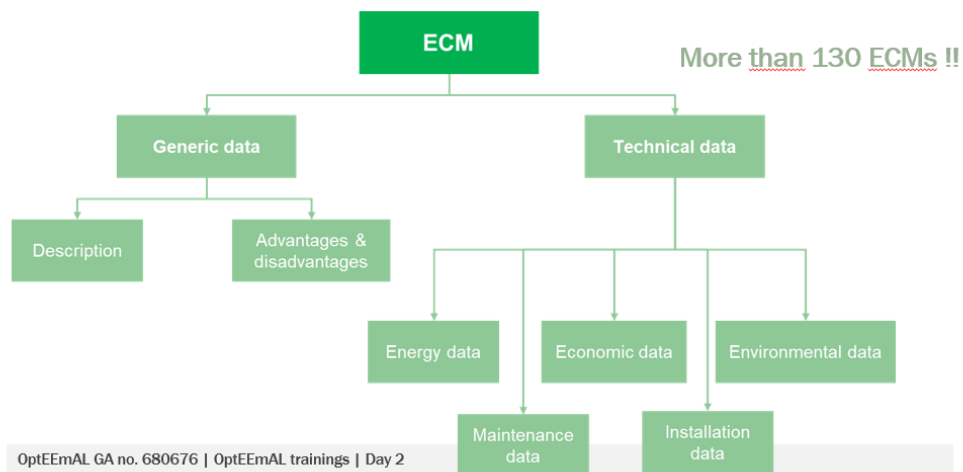 ECM
More than 130 ECMs !!
Generic data
Technical data
Description
Advantages &
disadvantages
Energy data
Economic data
Environmental data
Maintenance
data
Installation
data
OptEEmAL GA no. 680676 | OptEEmAL trainings | Day 2